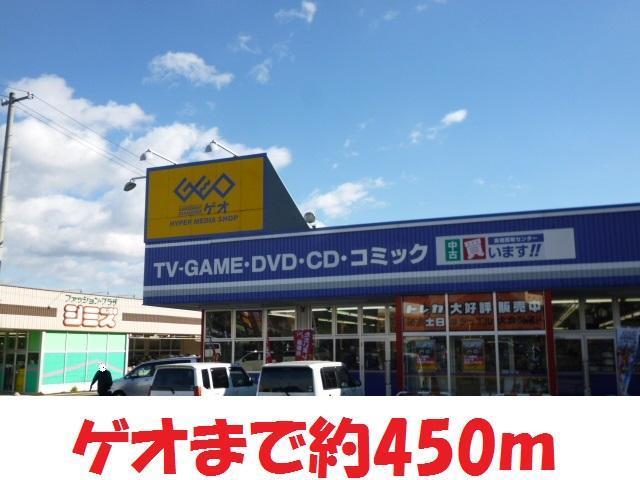 GEO
ゲオ
HYPER MEDIA SHOP
TV-GAME・DVD・CD・コミック
中古
買います!!
ファッションプラザ
シミズ
トレカ 大好評 販売中
土日
ゲオまで約450m